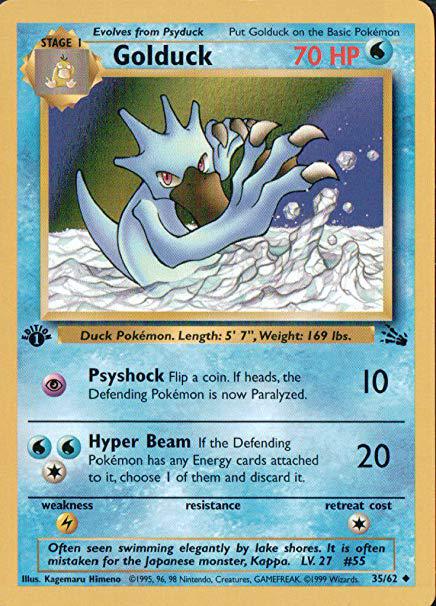 Evolves from Psyduck Put Golduck on the Basic Pokémon
STAGE 1
Golduck 70 HP
EDITION
1
Duck Pokémon. Length: 5' 7", Weight: 169 lbs.
Psyshock Flip a coin. If heads, the
Defending Pokémon is now Paralyzed.
10
Hyper Beam If the Defending
Pokémon has any Energy cards attached
to it, choose 1 of them and discard it.
20
weakness resistance retreat cost
Often seen swimming elegantly by lake shores. It is often
mistaken for the Japanese monster, Kappa. LV. 27 #55
Illus. Kagemaru Himeno ©1995, 96, 98 Nintendo, Creatures, GAMEFREAK. ©1999 Wizards. 35/62